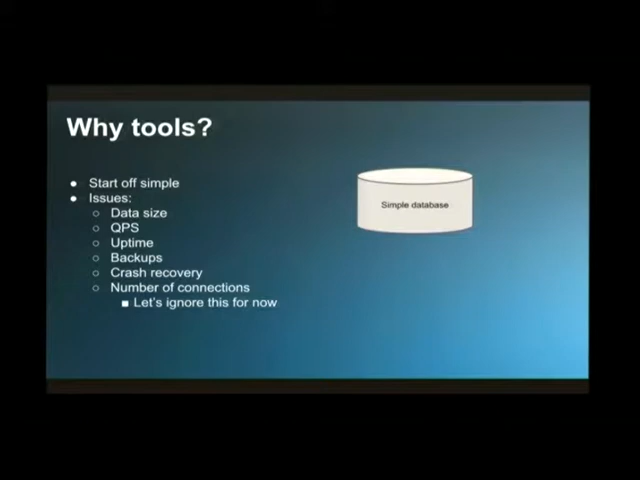 Why tools?
Start off simple
Issues:
Data size
QPS
Uptime
Backups
Crash recovery
Number of connections
Let's ignore this for now
Simple database